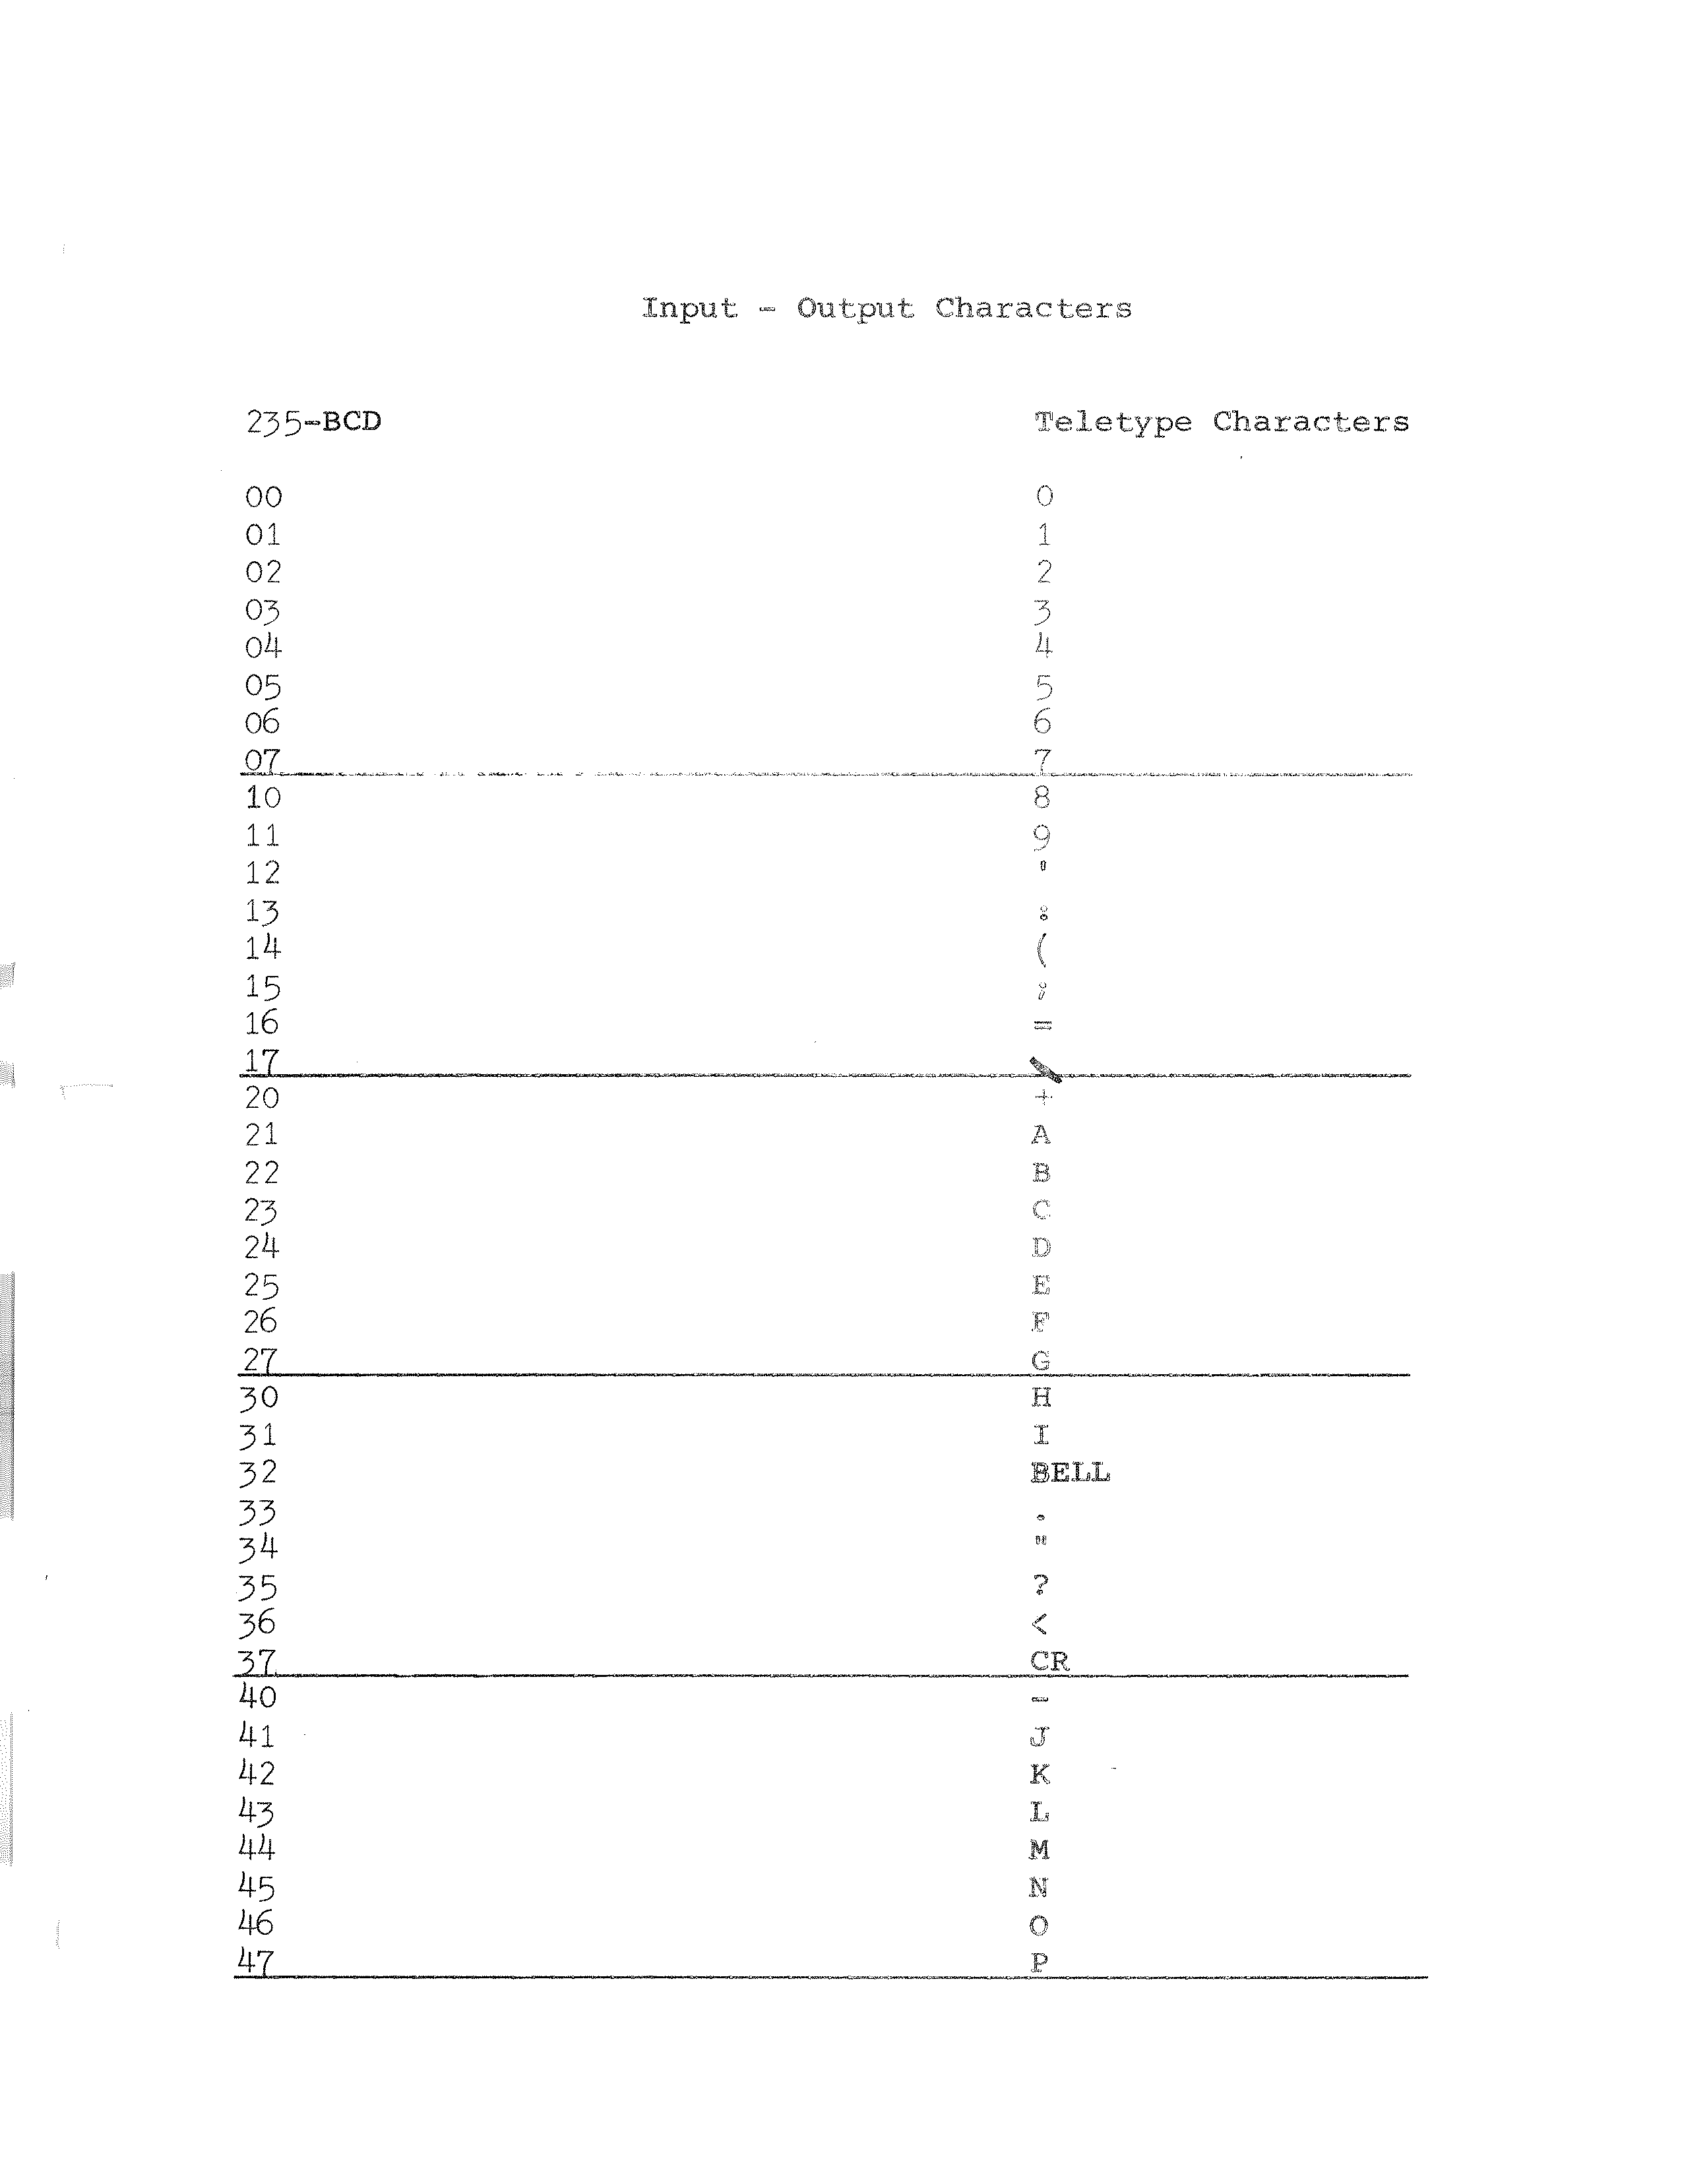 Input - Output Characters
235-BCD Teletype Characters
00 0
01 1
02 2
03 3
04 4
05 5
06 6
07 7
10 8
11 9
12 '
13 :
14 (
15 ;
16 =
17 \
20 +
21 A
22 B
23 C
24 D
25 E
26 F
27 G
30 H
31 I
32 BELL
33 .
34 "
35 ?
36 <
37 CR
40 -
41 J
42 K
43 L
44 M
45 N
46 O
47 P